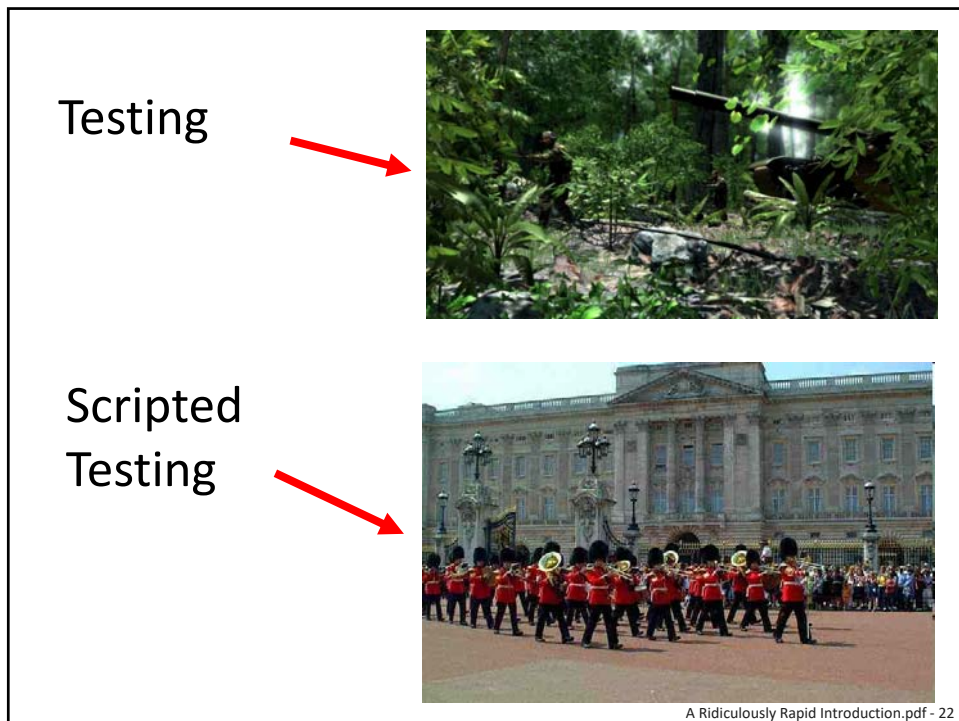 Testing
Scripted
Testing
A Ridiculously Rapid Introduction.pdf - 22